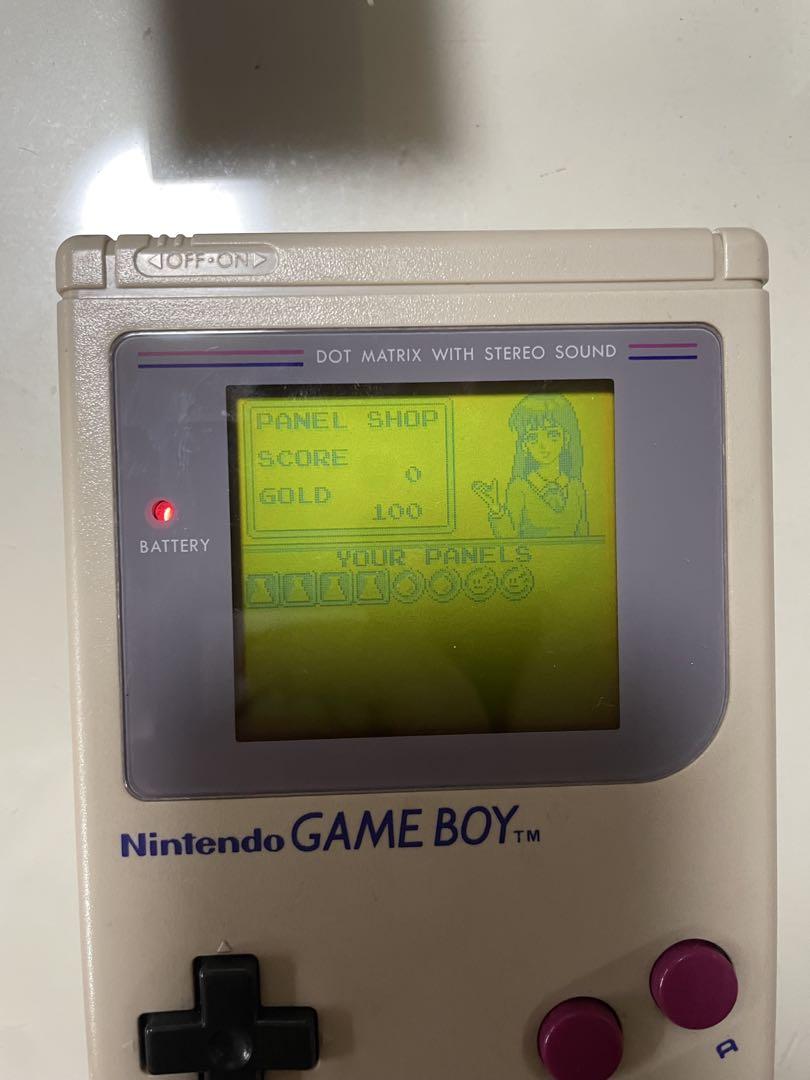 OFF•ON
DOT MATRIX WITH STEREO SOUND
PANEL SHOP
SCORE
0
GOLD
100
BATTERY
YOUR PANELS
Nintendo GAME BOY™
A